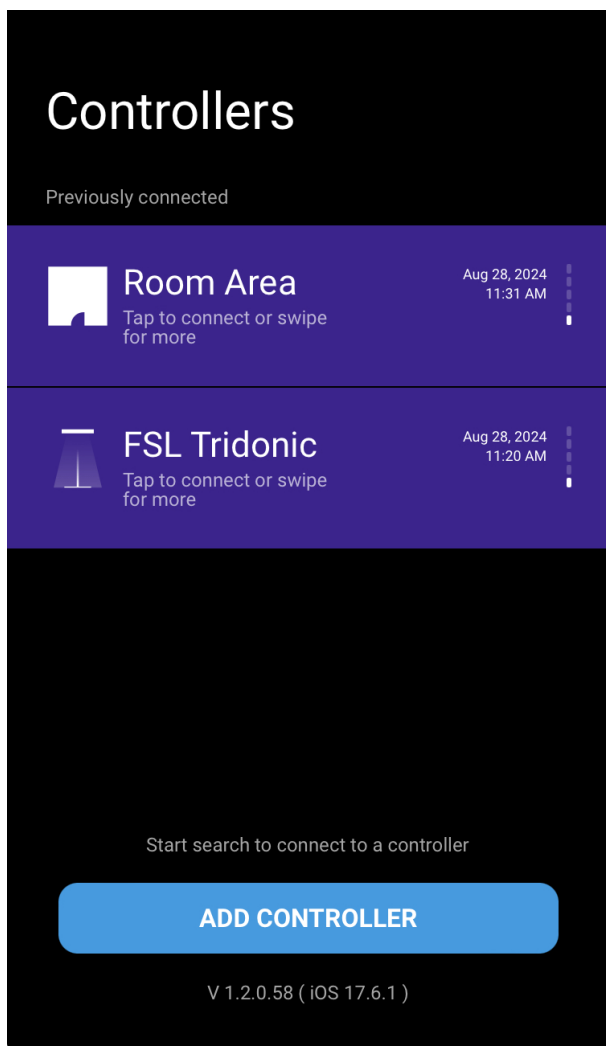 Controllers
Previously connected
Room Area
Tap to connect or swipe
for more
Aug 28, 2024
11:31 AM
FSL Tridonic
Tap to connect or swipe
for more
Aug 28, 2024
11:20 AM
Start search to connect to a controller
ADD CONTROLLER
V 1.2.0.58 ( iOS 17.6.1 )